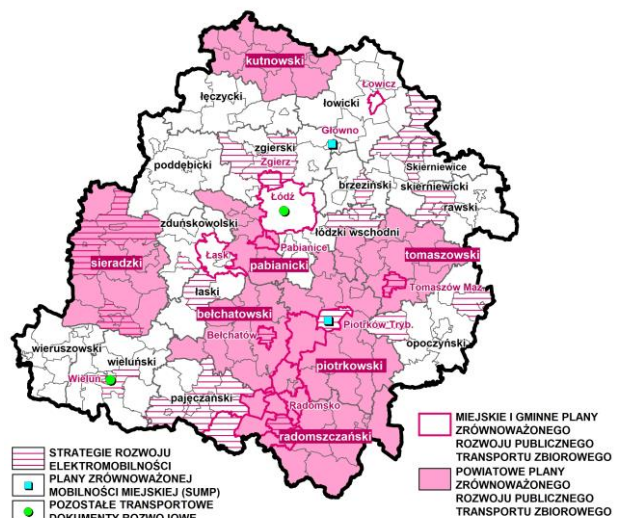 kutnowski
Łowicz
łęczycki
łowicki
Główno
zgierski
Zgierz
Skierniewice
poddębicki
brzeziński
skierniewicki
rawski
Łódź
zduńskowolski
łódzki wschodni
Pabianice
Łask
tomaszowski
sieradzki
pabianicki
Tomaszów Maz.
łaski
bełchatowski
Piotrków Tryb.
Bełchatów
opoczyński
wieruszowski
wieluński
piotrkowski
Wieluń
pajęczański
Radomsko
radomszczański
STRATEGIE ROZWOJU
ELEKTROMOBILNOŚCI
PLANY ZRÓWNOWAŻONEJ
MOBILNOŚCI MIEJSKIEJ (SUMP)
POZOSTAŁE TRANSPORTOWE
DOKUMENTY ROZWOJOWE
MIEJSKIE I GMINNE PLANY
ZRÓWNOWAŻONEGO
ROZWOJU PUBLICZNEGO
TRANSPORTU ZBIOROWEGO
POWIATOWE PLANY
ZRÓWNOWAŻONEGO
ROZWOJU PUBLICZNEGO
TRANSPORTU ZBIOROWEGO